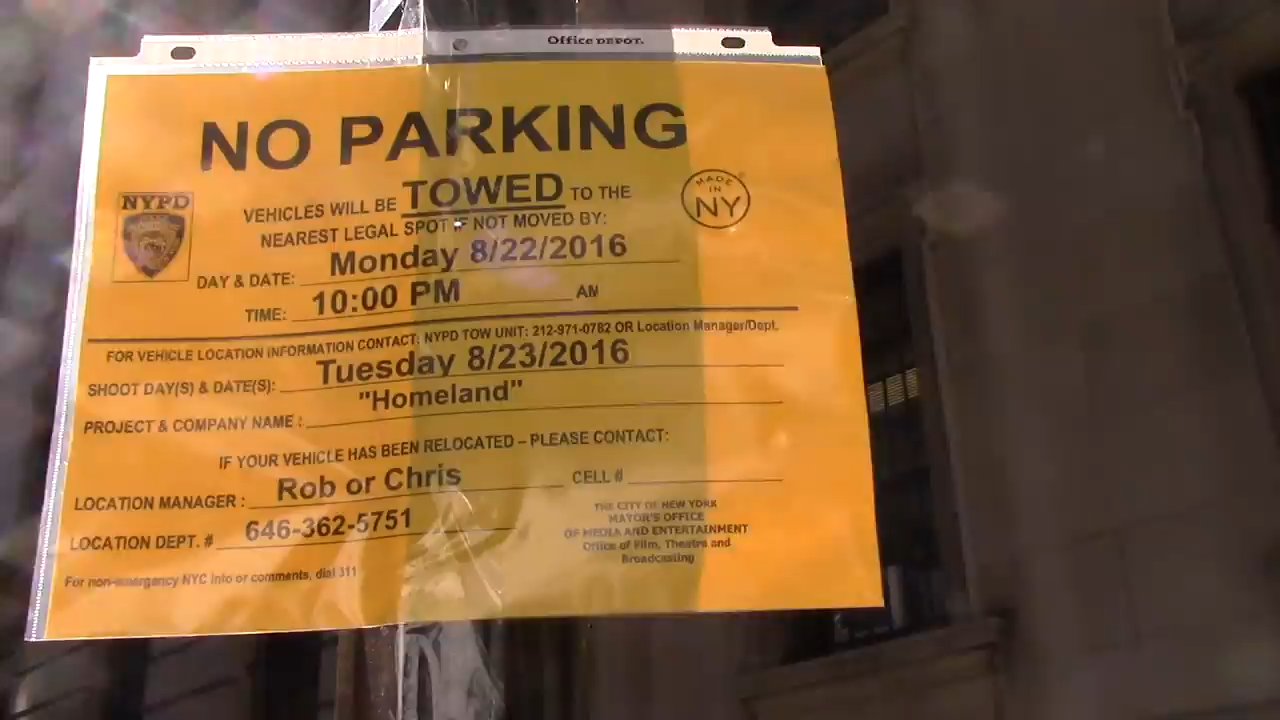 Office DEPOT.
NO PARKING
NYPD
VEHICLES WILL BE TOWED TO THE
MADE IN NY
NEAREST LEGAL SPOT IF NOT MOVED BY:
DAY & DATE: Monday 8/22/2016
TIME: 10:00 PM AM
FOR VEHICLE LOCATION INFORMATION CONTACT: NYPD TOW UNIT: 212-971-0782 OR Location Manager/Dept.
SHOOT DAY(S) & DATE(S): Tuesday 8/23/2016
PROJECT & COMPANY NAME : "Homeland"
IF YOUR VEHICLE HAS BEEN RELOCATED – PLEASE CONTACT:
LOCATION MANAGER : Rob or Chris CELL #
LOCATION DEPT. # 646-362-5751
THE CITY OF NEW YORK
MAYOR'S OFFICE
OF MEDIA AND ENTERTAINMENT
Office of Film, Theatre and
Broadcasting
For non-emergency NYC info or comments, dial 311